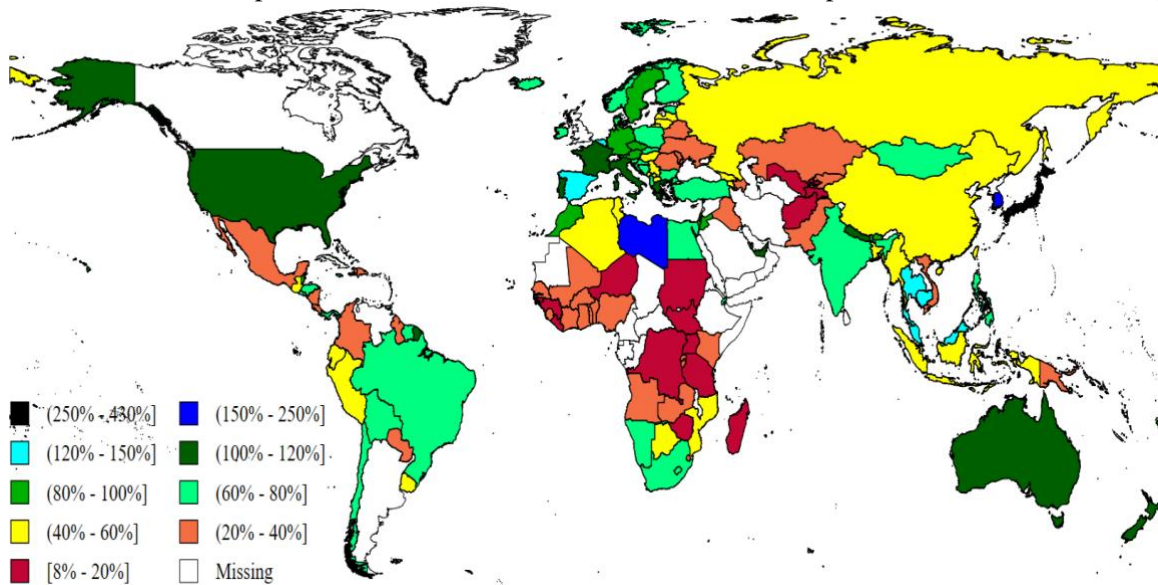 (250% - 430%] (150% - 250%]
(120% - 150%] (100% - 120%]
(80% - 100%] (60% - 80%]
(40% - 60%] (20% - 40%]
[8% - 20%] Missing